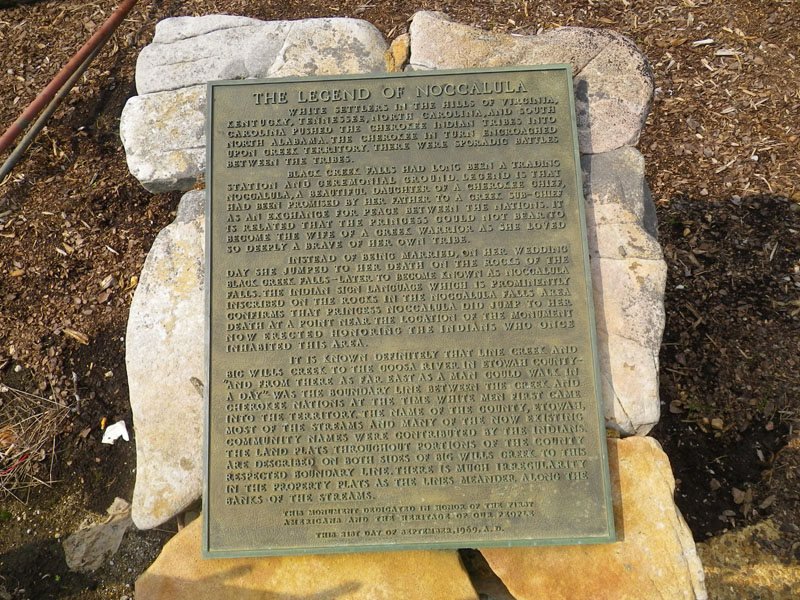 THE LEGEND OF NOCCALULA
WHITE SETTLERS IN THE HILLS OF VIRGINIA,
KENTUCKY, TENNESSEE, NORTH CAROLINA, AND SOUTH
CAROLINA PUSHED THE CHEROKEE INDIAN TRIBES INTO
NORTH ALABAMA. THE CHEROKEE IN TURN ENCROACHED
UPON CREEK TERRITORY. THERE WERE SPORADIC BATTLES
BETWEEN THE TRIBES.
BLACK CREEK FALLS HAD LONG BEEN A TRADING
STATION AND CEREMONIAL GROUND. LEGEND IS THAT
NOCCALULA, A BEAUTIFUL DAUGHTER OF A CHEROKEE CHIEF,
HAD BEEN PROMISED BY HER FATHER TO A CREEK SUB-CHIEF
AS AN EXCHANGE FOR PEACE BETWEEN THE NATIONS. IT
IS RELATED THAT THE PRINCESS COULD NOT BEAR TO
BECOME THE WIFE OF A CREEK WARRIOR AS SHE LOVED
SO DEEPLY A BRAVE OF HER OWN TRIBE.
INSTEAD OF BEING MARRIED, ON HER WEDDING
DAY SHE JUMPED TO HER DEATH ON THE ROCKS OF THE
BLACK CREEK FALLS-LATER TO BECOME KNOWN AS NOCCALULA
FALLS. THE INDIAN SIGN LANGUAGE WHICH IS PROMINENTLY
INSCRIBED ON THE ROCKS IN THE NOCCALULA FALLS AREA
CONFIRMS THAT PRINCESS NOCCALULA DID JUMP TO HER
DEATH AT A POINT NEAR THE LOCATION OF THE MONUMENT
NOW ERECTED HONORING THE INDIANS WHO ONCE
INHABITED THIS AREA.
IT IS KNOWN DEFINITELY THAT LINE CREEK AND
BIG WILLS CREEK TO THE COOSA RIVER IN ETOWAH COUNTY-
"AND FROM THERE AS FAR EAST AS A MAN COULD WALK IN
A DAY" WAS THE BOUNDARY LINE BETWEEN THE CREEK AND
CHEROKEE NATIONS AT THE TIME WHITE MEN FIRST CAME
INTO THE TERRITORY. THE NAME OF THE COUNTY, ETOWAH,
MOST OF THE STREAMS AND MANY OF THE NOW EXISTING
COMMUNITY NAMES WERE CONTRIBUTED BY THE INDIANS.
THE LAND PLATS THROUGHOUT PORTIONS OF THE COUNTY
ARE DESCRIBED ON BOTH SIDES OF BIG WILLS CREEK TO THIS
RESPECTED BOUNDARY LINE. THERE IS MUCH IRREGULARITY
IN THE PROPERTY PLATS AS THE LINES MEANDER ALONG THE
BANKS OF THE STREAMS.
THIS MONUMENT DEDICATED IN HONOR OF THE FIRST
AMERICANS AND THE HERITAGE OF OUR PEOPLE
THIS 21ST DAY OF SEPTEMBER, 1969, A.D.